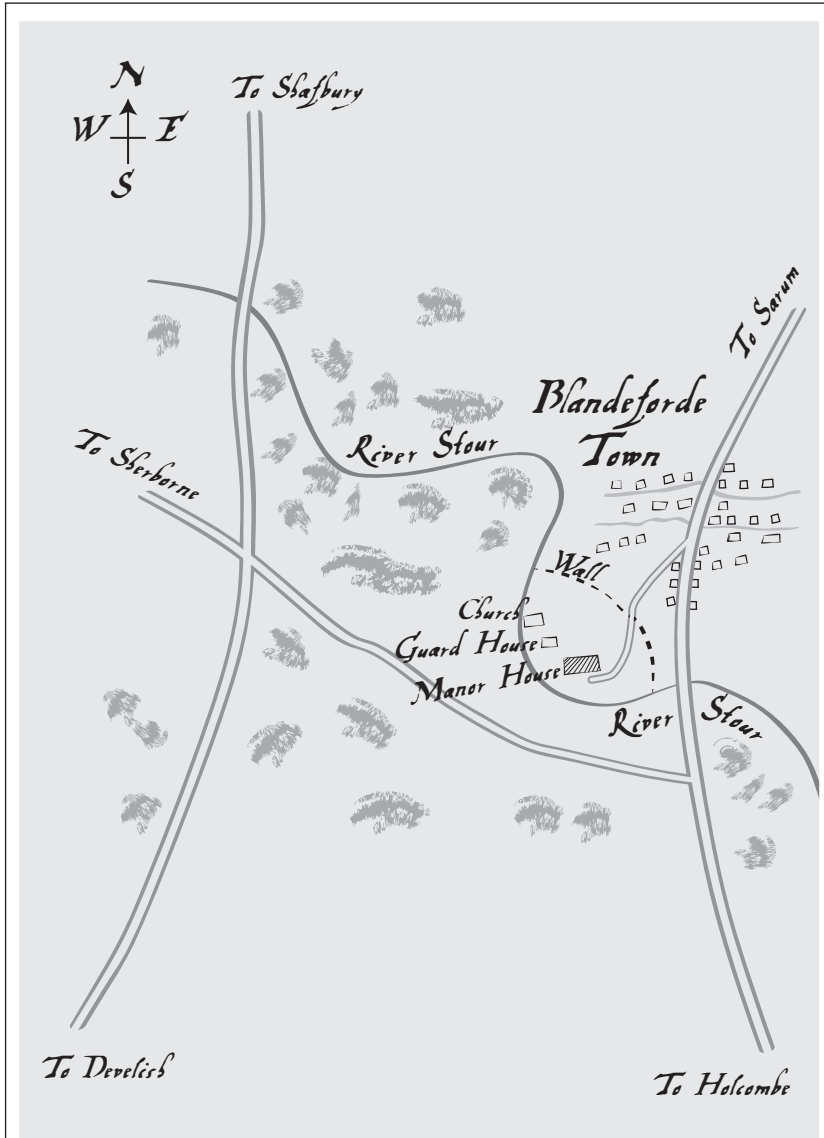 N
W E
S
To Shafbury
To Sarum
Blandeforde
Town
To Sherborne
River Stour
Wall
Church
Guard House
Manor House
River Stour
To Develish
To Holcombe